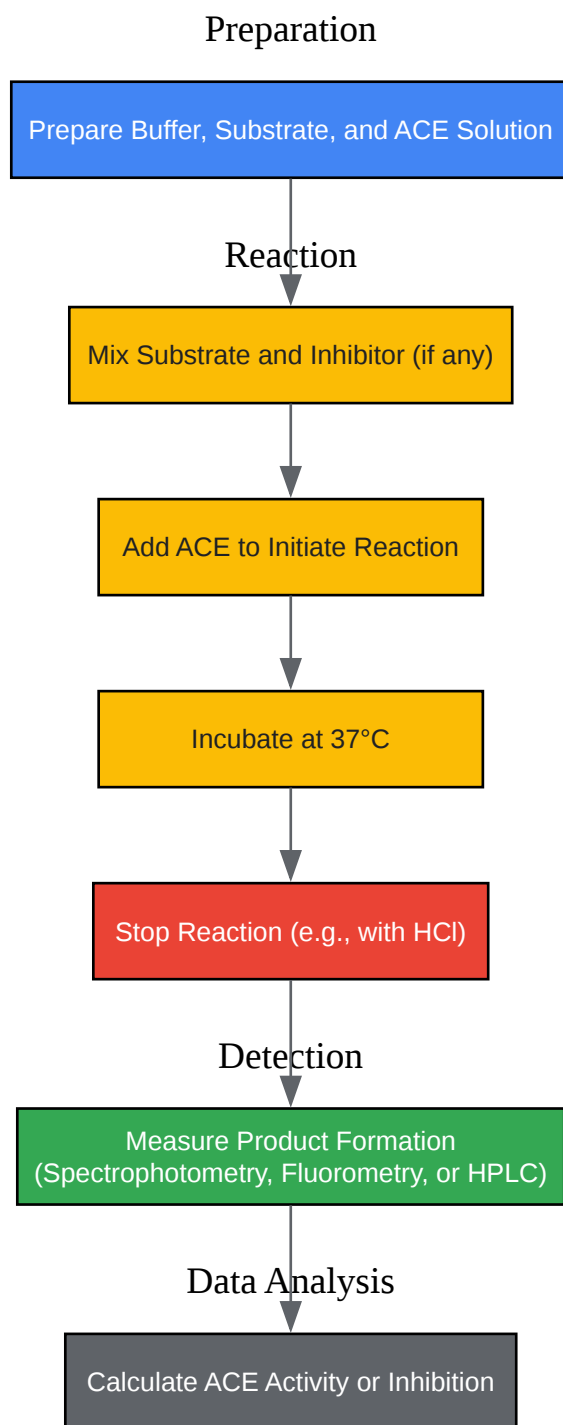 Preparation
Prepare Buffer, Substrate, and ACE Solution
Reaction
Mix Substrate and Inhibitor (if any)
Add ACE to Initiate Reaction
Incubate at 37°C
Stop Reaction (e.g., with HCl)
Detection
Measure Product Formation
(Spectrophotometry, Fluorometry, or HPLC)
Data Analysis
Calculate ACE Activity or Inhibition